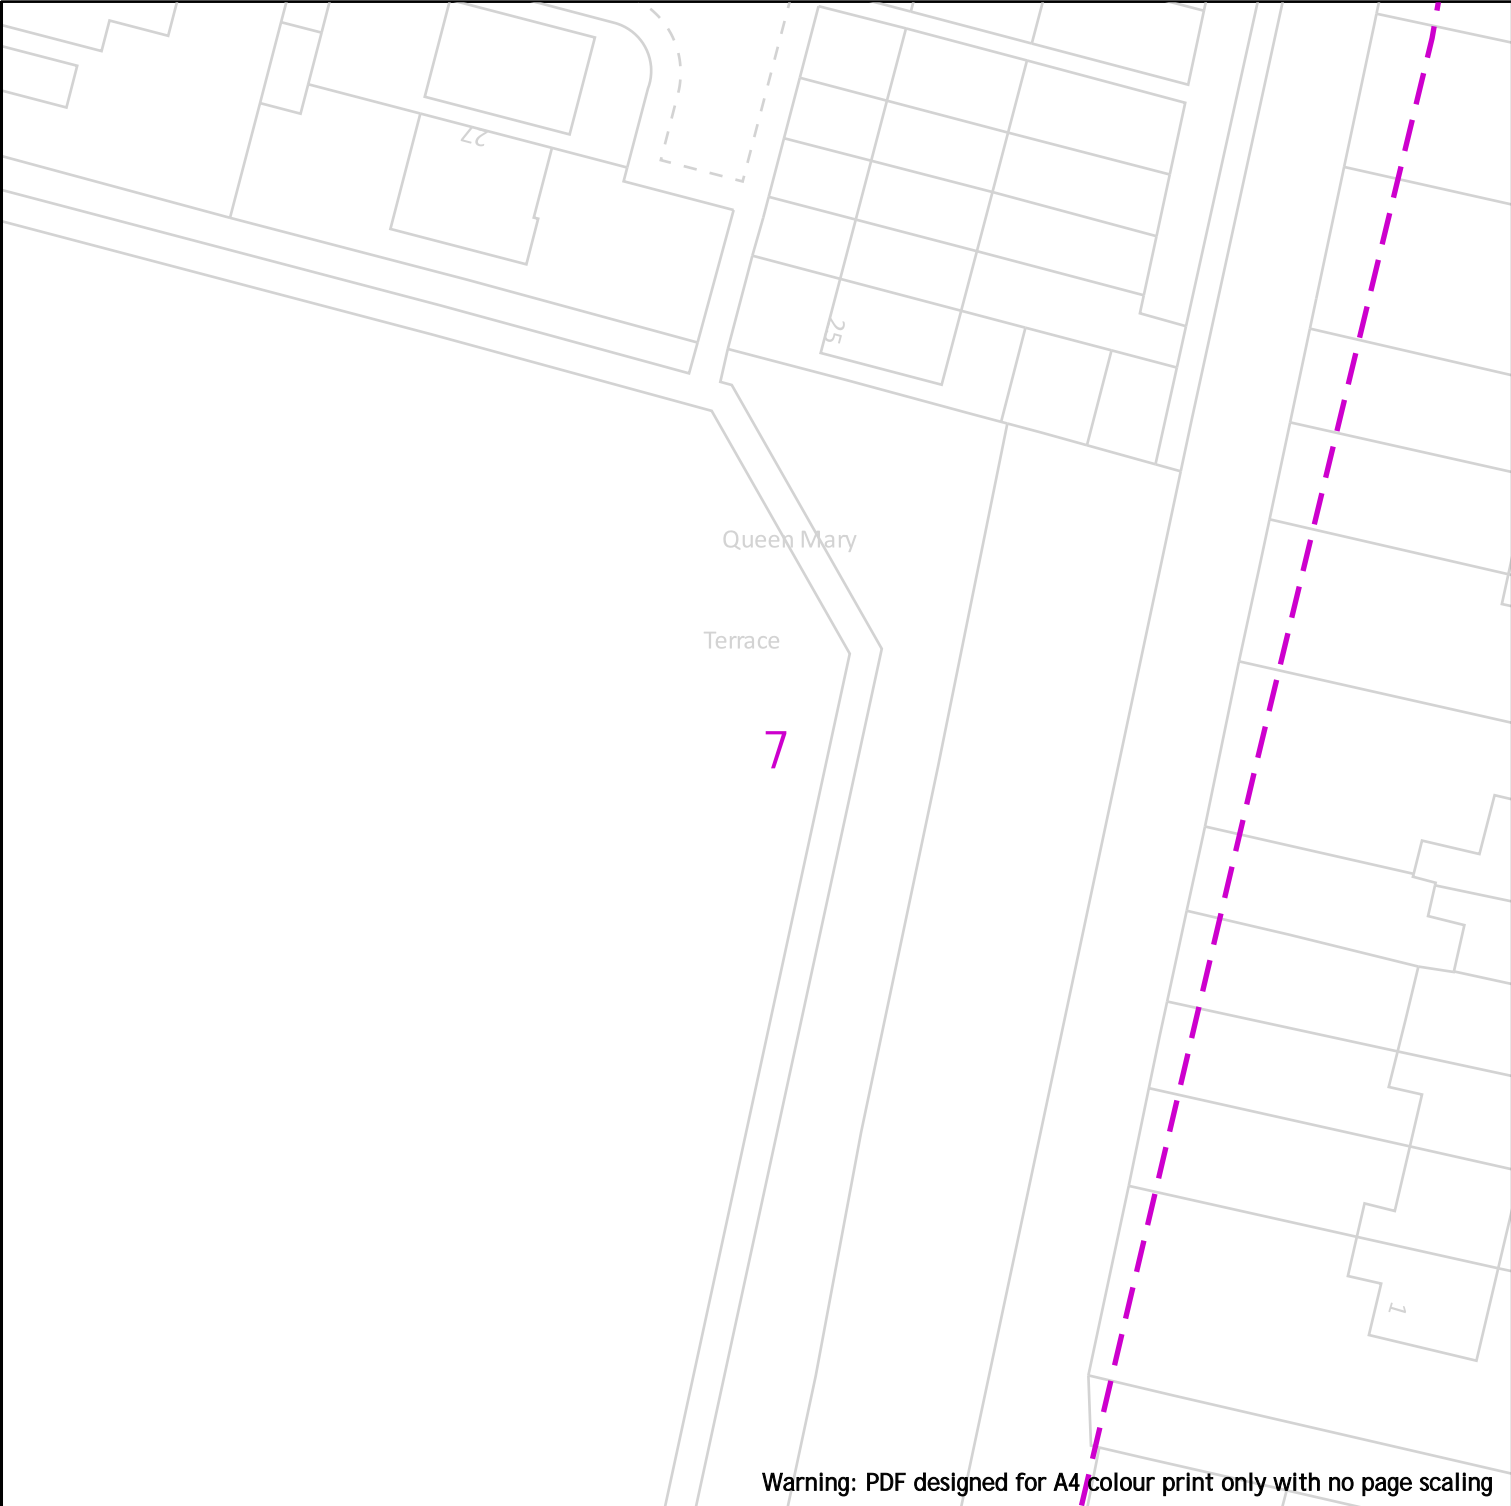 27
25
Queen Mary
Terrace
7
1
Warning: PDF designed for A4 colour print only with no page scaling